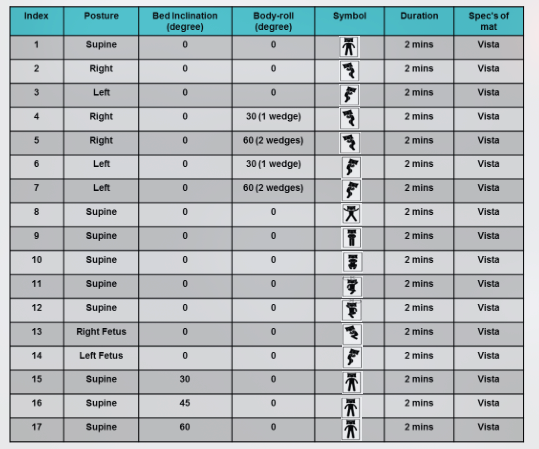 Index Posture Bed Inclination (degree) Body-roll (degree) Symbol Duration Spec's of mat
1 Supine 0 0 2 mins Vista
2 Right 0 0 2 mins Vista
3 Left 0 0 2 mins Vista
4 Right 0 30 (1 wedge) 2 mins Vista
5 Right 0 60 (2 wedges) 2 mins Vista
6 Left 0 30 (1 wedge) 2 mins Vista
7 Left 0 60 (2 wedges) 2 mins Vista
8 Supine 0 0 2 mins Vista
9 Supine 0 0 2 mins Vista
10 Supine 0 0 2 mins Vista
11 Supine 0 0 2 mins Vista
12 Supine 0 0 2 mins Vista
13 Right Fetus 0 0 2 mins Vista
14 Left Fetus 0 0 2 mins Vista
15 Supine 30 0 2 mins Vista
16 Supine 45 0 2 mins Vista
17 Supine 60 0 2 mins Vista